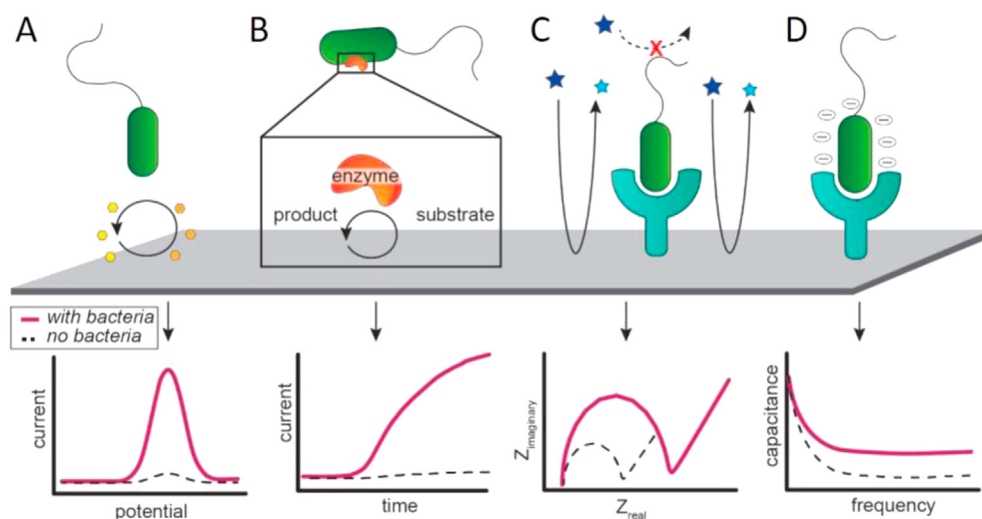 A
B
C
D
X
enzyme
product
substrate
with bacteria
no bacteria
current
potential
current
time
Zimaginary
Zreal
capacitance
frequency